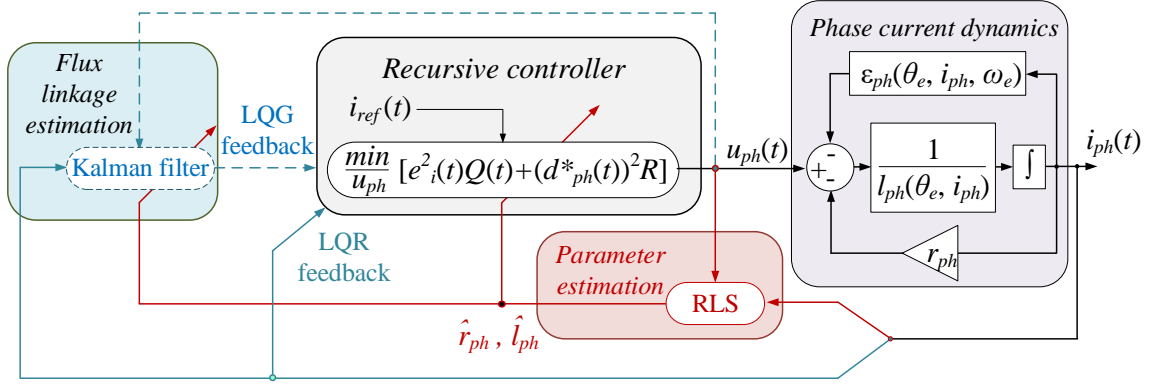 Flux
linkage
estimation
Kalman filter
LQG
feedback
Recursive controller
i_ref(t)
min/u_ph [e²_i(t)Q(t)+(d*_ph(t))²R]
LQR
feedback
Parameter
estimation
RLS
r̂_ph , l̂_ph
u_ph(t)
Phase current dynamics
ε_ph(θ_e, i_ph, ω_e)
+ - -
1
l_ph(θ_e, i_ph)
∫
r_ph
i_ph(t)